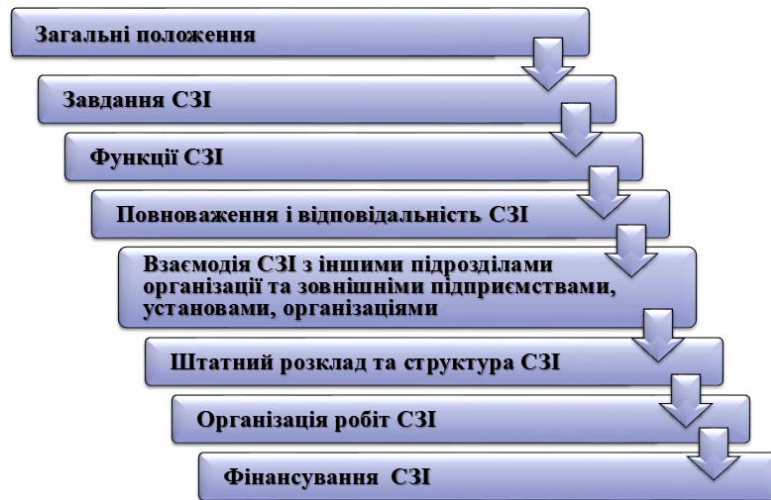 Загальні положення
Завдання СЗІ
Функції СЗІ
Повноваження і відповідальність СЗІ
Взаємодія СЗІ з іншими підрозділами
організації та зовнішніми підприємствами,
установами, організаціями
Штатний розклад та структура СЗІ
Організація робіт СЗІ
Фінансування СЗІ